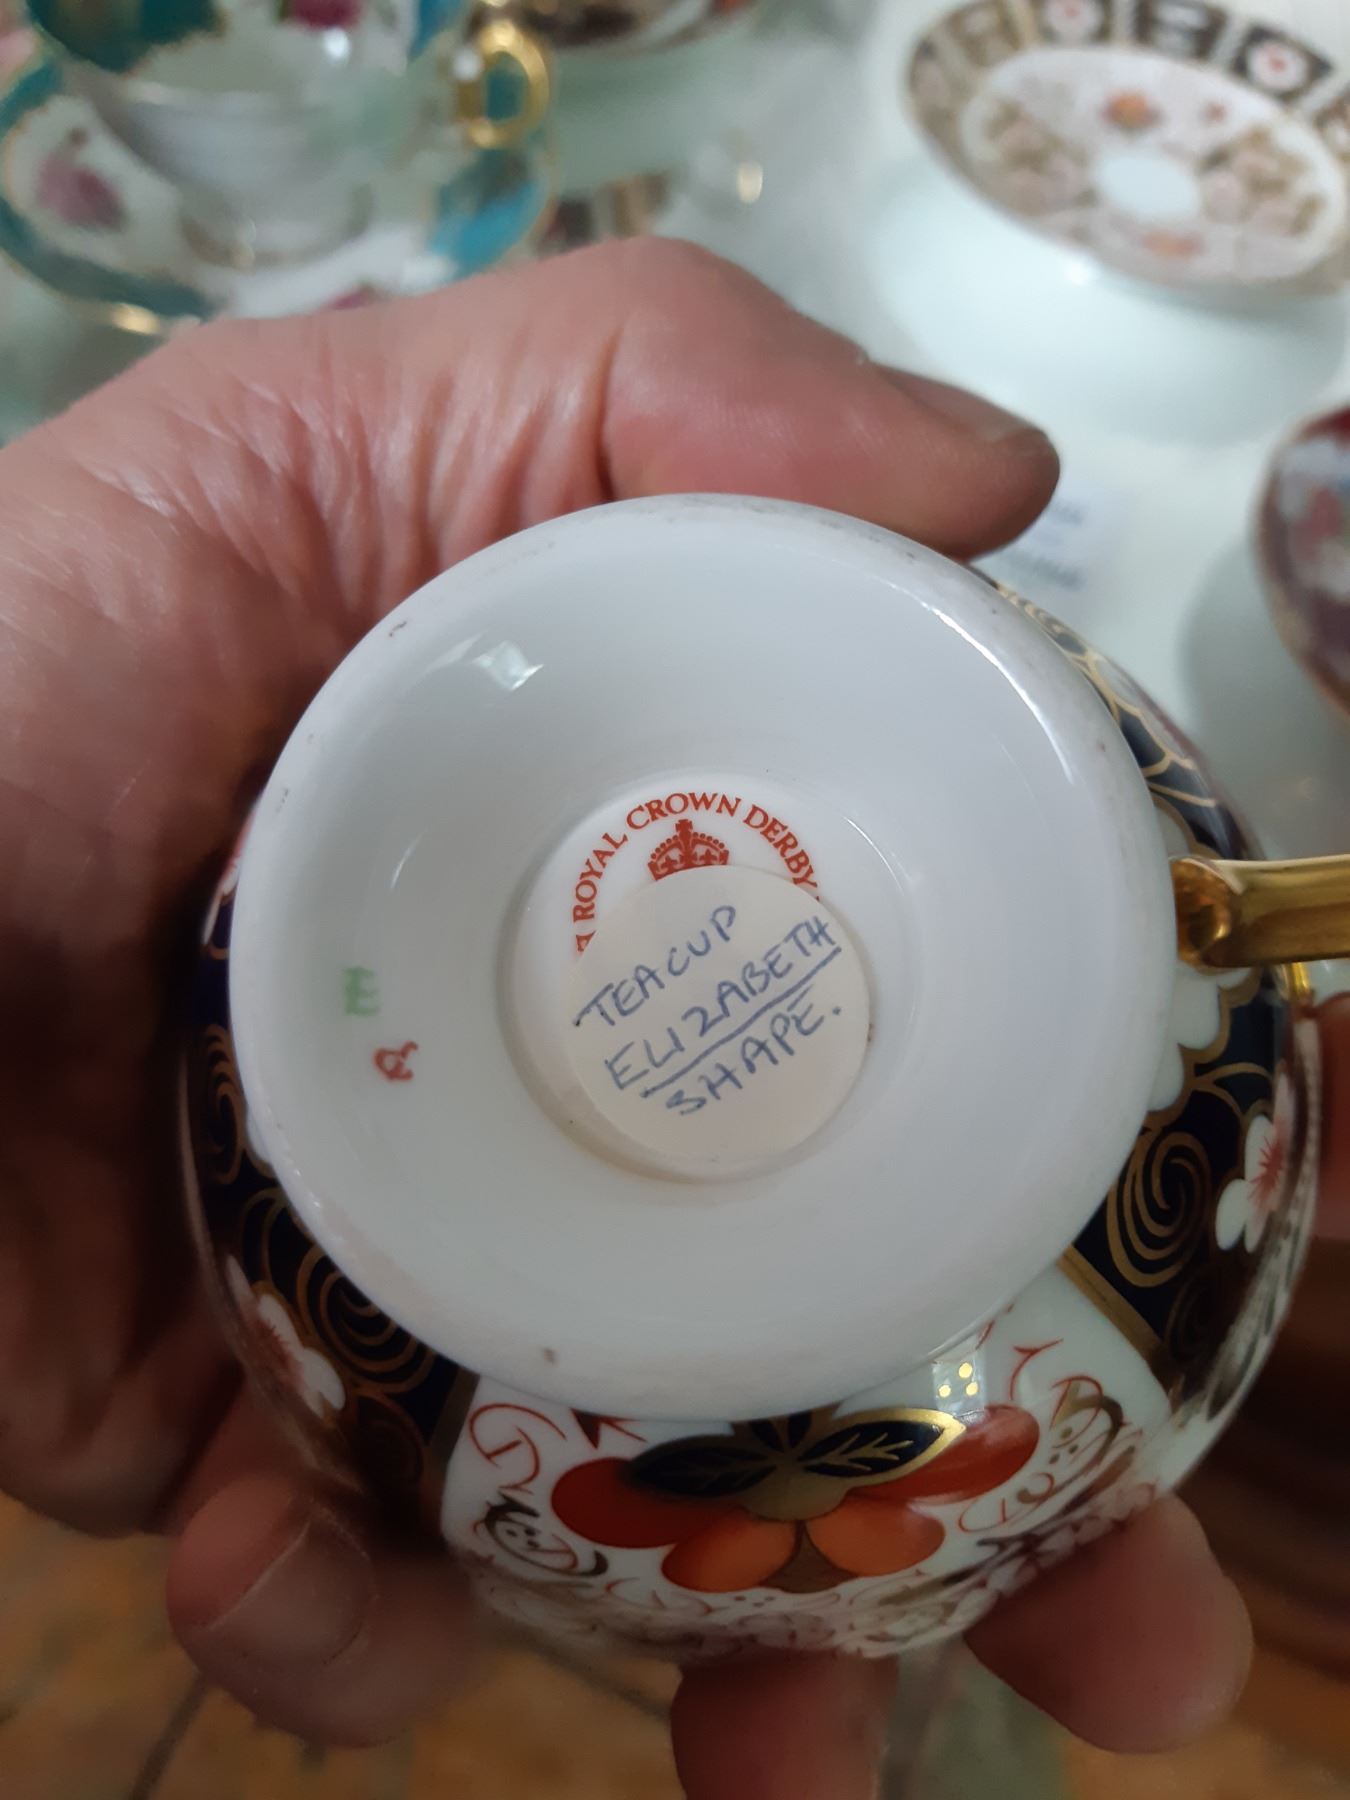 ROYAL CROWN DERBY
TEACUP
ELIZABETH
SHAPE.
E
R